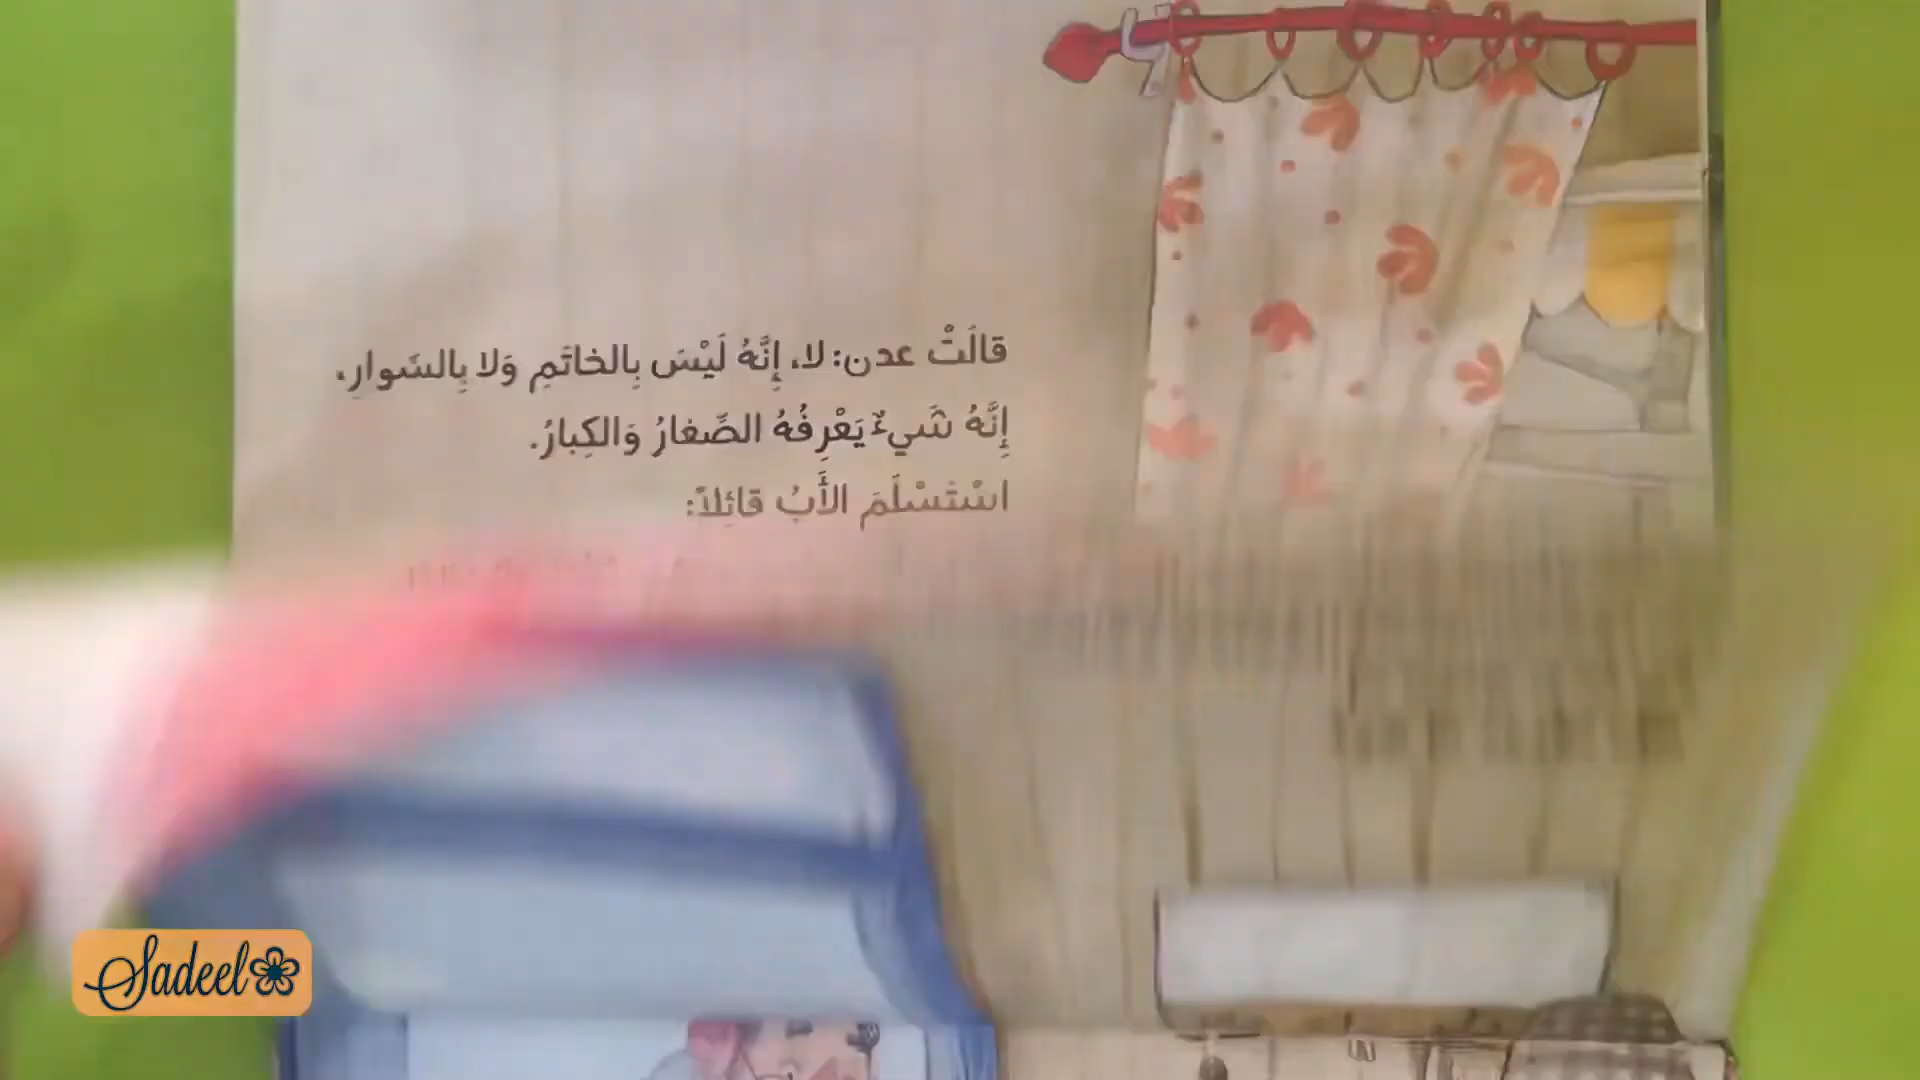 قالَتْ عدن: لا، إِنَّهُ لَيْسَ بِالخاتَمِ وَلا بِالسِّوارِ،
إِنَّهُ شَيءٌ يَعْرِفُهُ الصِّغارُ وَالكِبارُ.
اسْتَسْلَمَ الأَبُ قائِلاً:
Sadeel